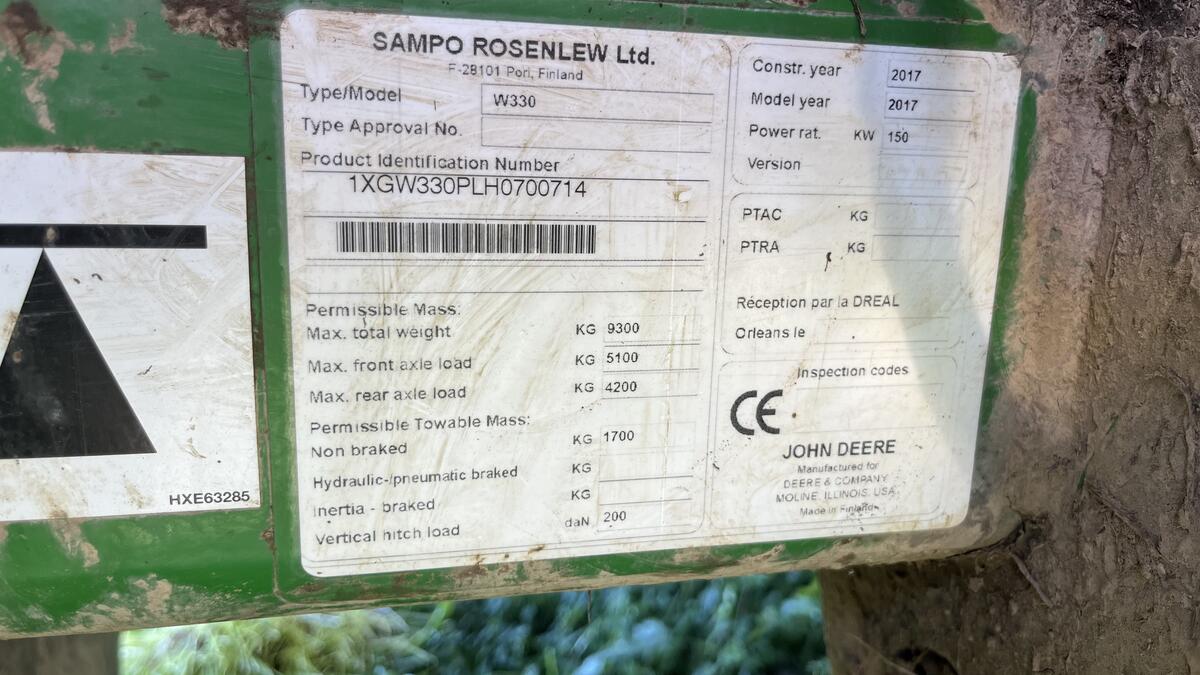 SAMPO ROSENLEW Ltd.
F-28101 Pori, Finland
Type/Model W330
Type Approval No.
Product Identification Number
1XGW330PLH0700714
Permissible Mass:
Max. total weight KG 9300
Max. front axle load KG 5100
Max. rear axle load KG 4200
Permissible Towable Mass:
Non braked KG 1700
Hydraulic-/pneumatic braked KG
Inertia - braked KG
Vertical hitch load daN 200
Constr. year 2017
Model year 2017
Power rat. KW 150
Version
PTAC KG
PTRA KG
Réception par la DREAL
Orleans le
Inspection codes
CE
JOHN DEERE
Manufactured for
DEERE & COMPANY
MOLINE, ILLINOIS, USA
Made in Finland
HXE63285